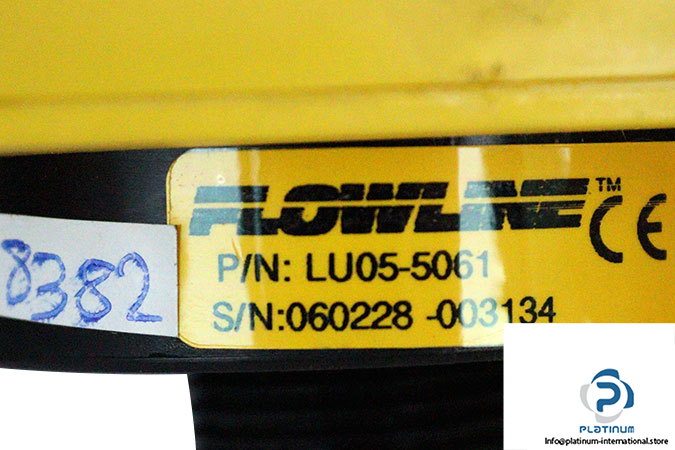 FLOWLINE™ CE
P/N: LU05-5061
S/N:060228 -003134
8382
PLATINUM
Info@platinum-international.store